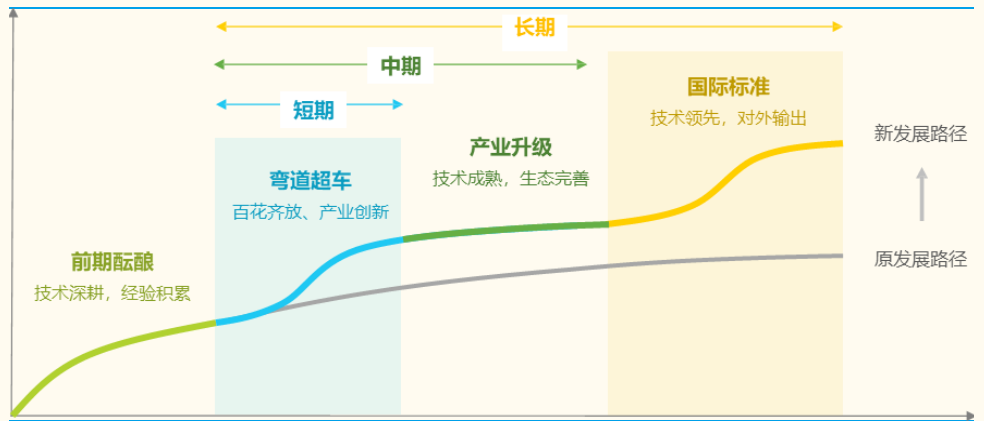 长期
中期
短期
国际标准
技术领先，对外输出
新发展路径
产业升级
技术成熟，生态完善
弯道超车
百花齐放、产业创新
原发展路径
前期酝酿
技术深耕，经验积累